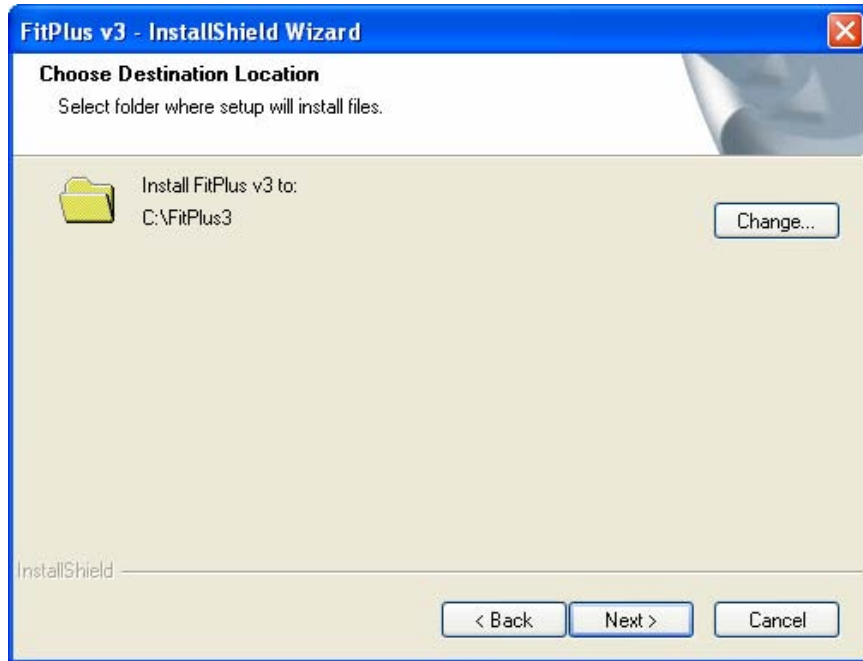 FitPlus v3 - InstallShield Wizard
Choose Destination Location
Select folder where setup will install files.
Install FitPlus v3 to:
C:\FitPlus3
Change...
InstallShield
< Back Next > Cancel